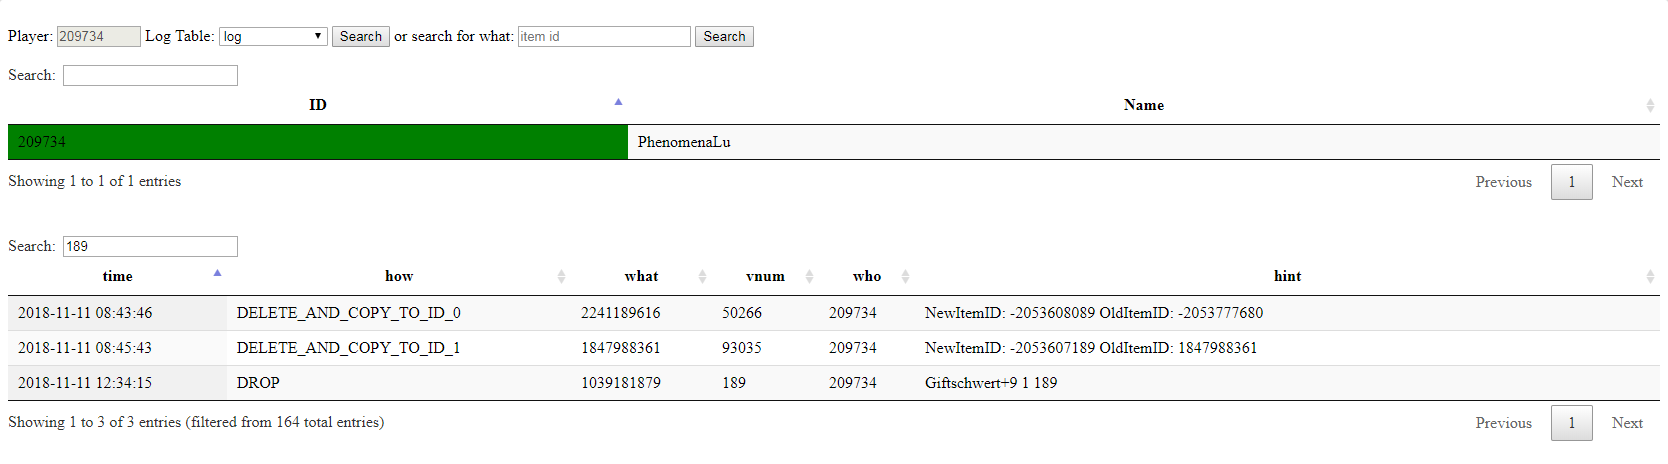 Player: 209734 Log Table: log Search or search for what: item id Search
Search:
ID Name
209734 PhenomenaLu
Showing 1 to 1 of 1 entries Previous 1 Next
Search: 189
time how what vnum who hint
2018-11-11 08:43:46 DELETE_AND_COPY_TO_ID_0 2241189616 50266 209734 NewItemID: -2053608089 OldItemID: -2053777680
2018-11-11 08:45:43 DELETE_AND_COPY_TO_ID_1 1847988361 93035 209734 NewItemID: -2053607189 OldItemID: 1847988361
2018-11-11 12:34:15 DROP 1039181879 189 209734 Giftschwert+9 1 189
Showing 1 to 3 of 3 entries (filtered from 164 total entries) Previous 1 Next